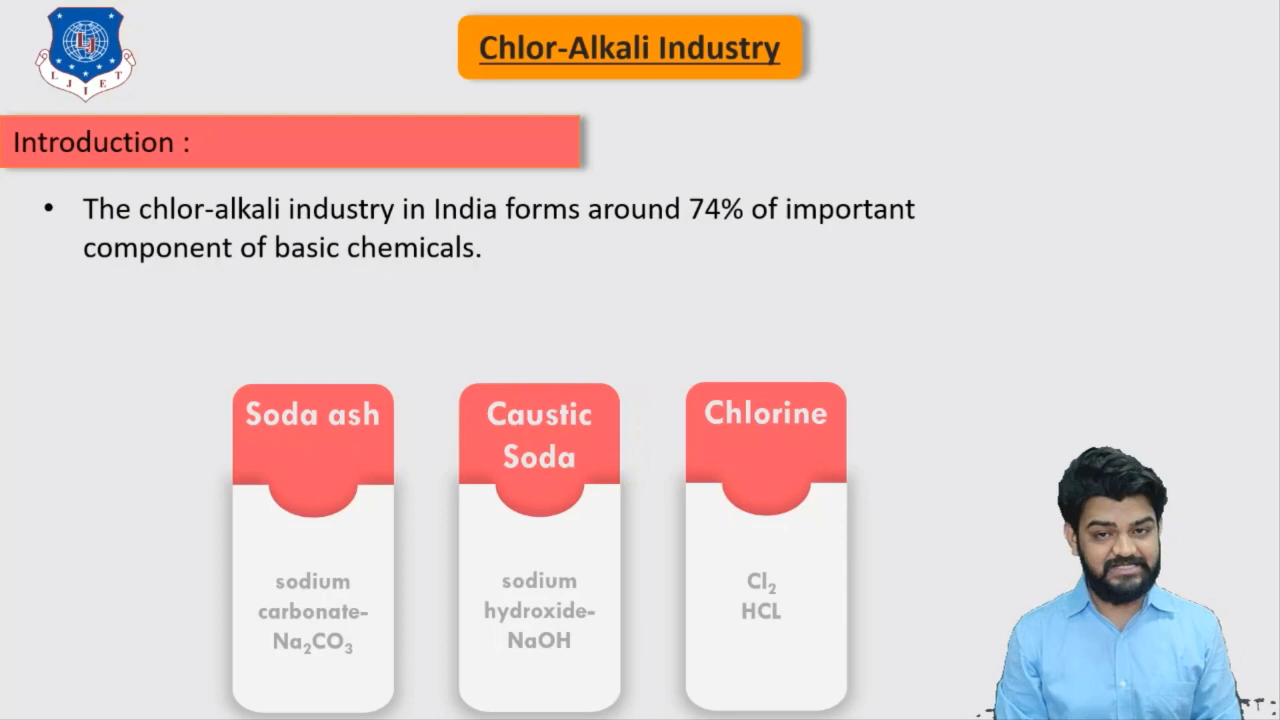 L J I E T
Chlor-Alkali Industry
Introduction :
• The chlor-alkali industry in India forms around 74% of important
component of basic chemicals.
Soda ash
sodium
carbonate-
Na₂CO₃
Caustic
Soda
sodium
hydroxide-
NaOH
Chlorine
Cl₂
HCL